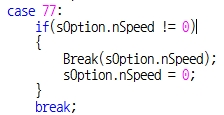 case 77:
if(sOption.nSpeed != 0)
{
Break(sOption.nSpeed);
sOption.nSpeed = 0;
}
break;